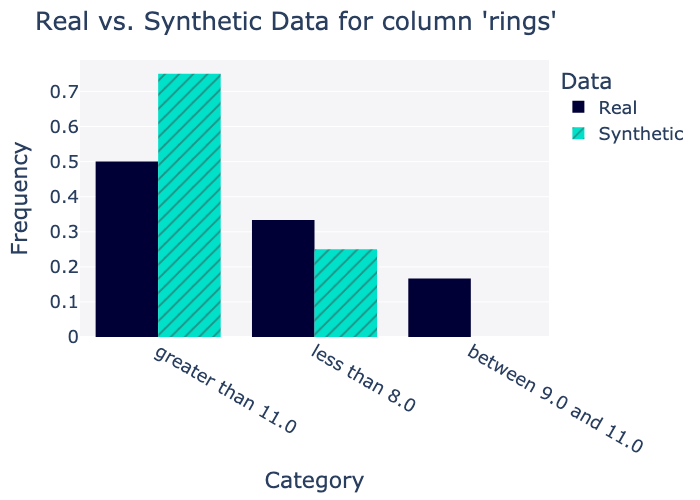 Real vs. Synthetic Data for column 'rings'
Data
Real
Synthetic
Frequency
0.7
0.6
0.5
0.4
0.3
0.2
0.1
0
greater than 11.0
less than 8.0
between 9.0 and 11.0
Category